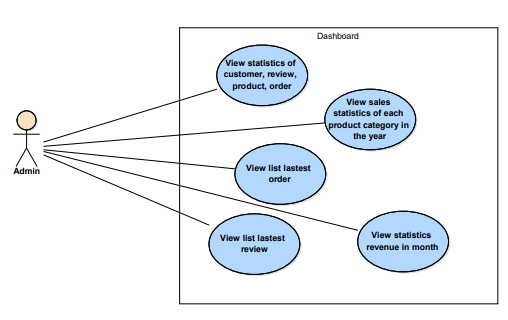 Dashboard
View statistics of
customer, review,
product, order
View sales
statistics of each
product category in
the year
Admin
View list lastest
order
View list lastest
review
View statistics
revenue in month